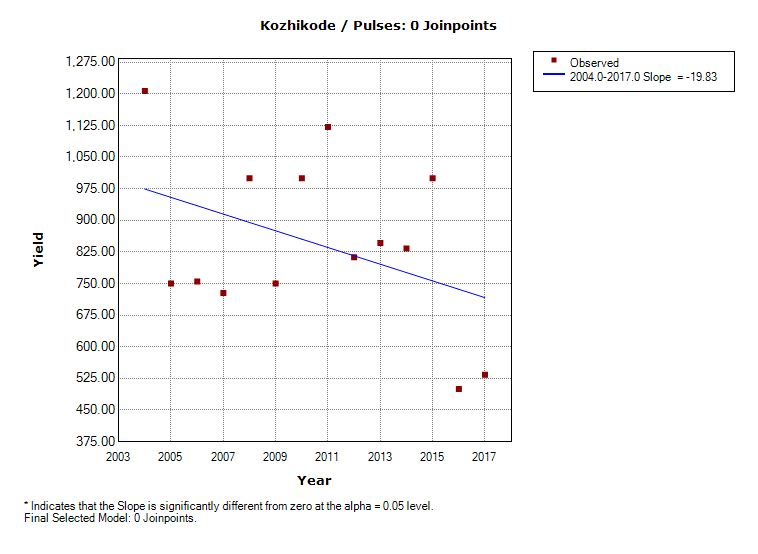 Kozhikode / Pulses: 0 Joinpoints
Observed
2004.0-2017.0 Slope = -19.83
1,275.00
1,200.00
1,125.00
1,050.00
975.00
900.00
825.00
750.00
675.00
600.00
525.00
450.00
375.00
Yield
2003 2005 2007 2009 2011 2013 2015 2017
Year
* Indicates that the Slope is significantly different from zero at the alpha = 0.05 level.
Final Selected Model: 0 Joinpoints.